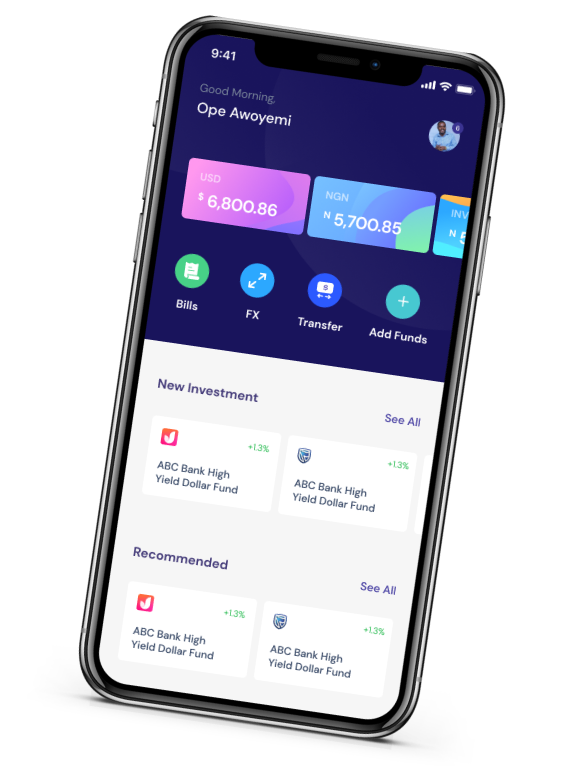 9:41
Good Morning,
Ope Awoyemi
6
USD
NGN
INV
$ 6,800.86
N 5,700.85
N 5
$
Bills
FX
Transfer
Add Funds
New Investment
See All
+1.3%
+1.3%
ABC Bank High
Yield Dollar Fund
ABC Bank High
Yield Dollar Fund
Recommended
See All
+1.3%
+1.3%
ABC Bank High
Yield Dollar Fund
ABC Bank High
Yield Dollar Fund